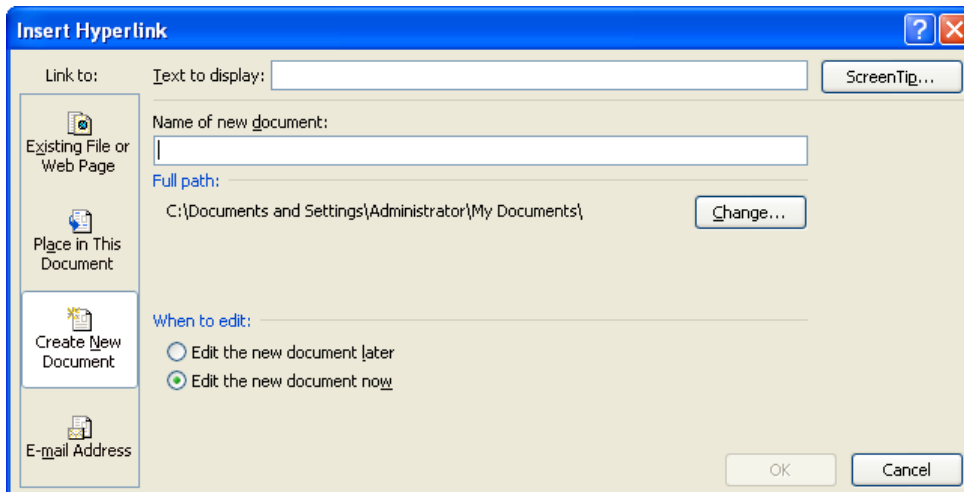 Insert Hyperlink
Link to:
Text to display:
ScreenTip...
Existing File or
Web Page
Place in This
Document
Create New
Document
E-mail Address
Name of new document:
Full path:
C:\Documents and Settings\Administrator\My Documents\
Change...
When to edit:
Edit the new document later
Edit the new document now
OK
Cancel